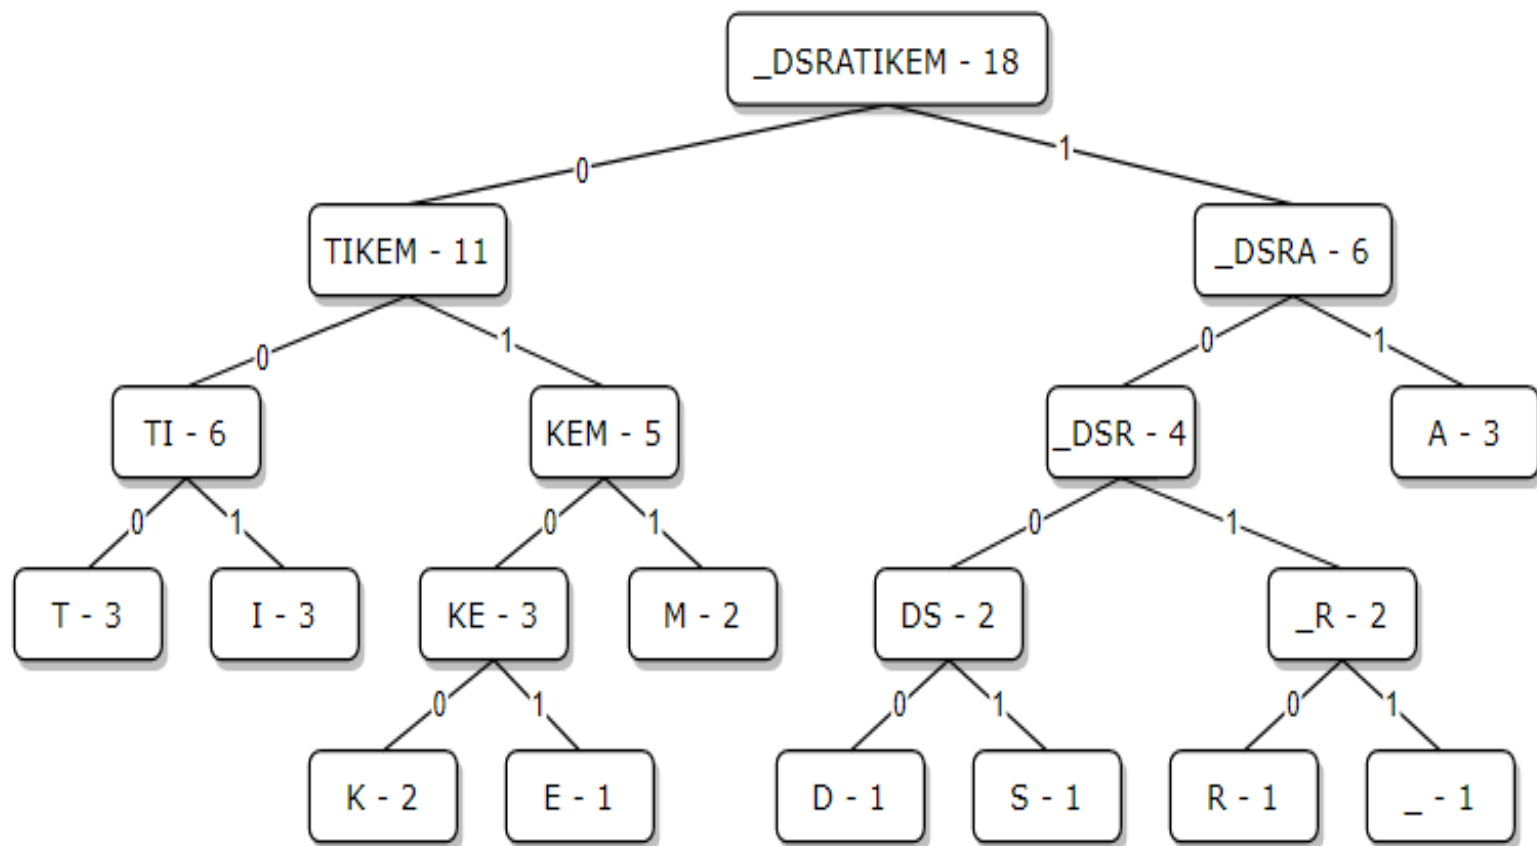 _DSRATIKEM - 18
0 1
TIKEM - 11 _DSRA - 6
0 1 0 1
TI - 6 KEM - 5 _DSR - 4 A - 3
0 1 0 1 0 1
T - 3 I - 3 KE - 3 M - 2 DS - 2 _R - 2
0 1 0 1 0 1
K - 2 E - 1 D - 1 S - 1 R - 1 _ - 1